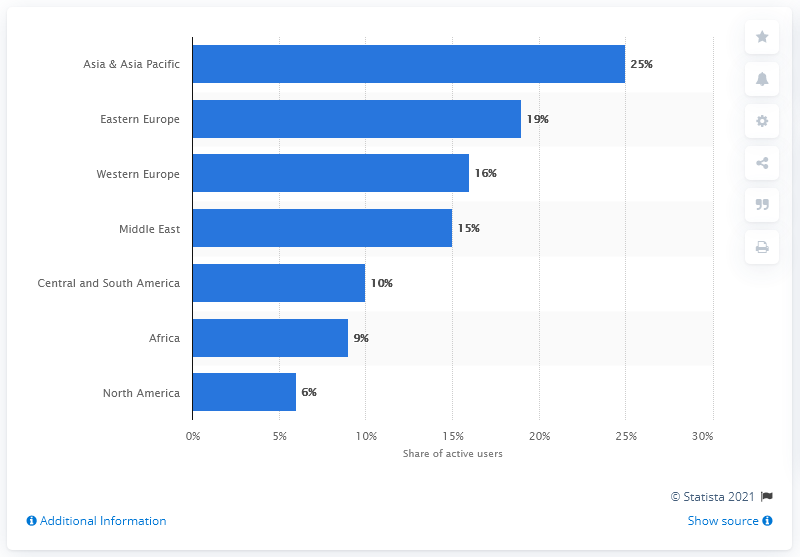 Asia & Asia Pacific 25%
Eastern Europe 19%
Western Europe 16%
Middle East 15%
Central and South America 10%
Africa 9%
North America 6%
0% 5% 10% 15% 20% 25% 30%
Share of active users
© Statista 2021
Additional Information Show source